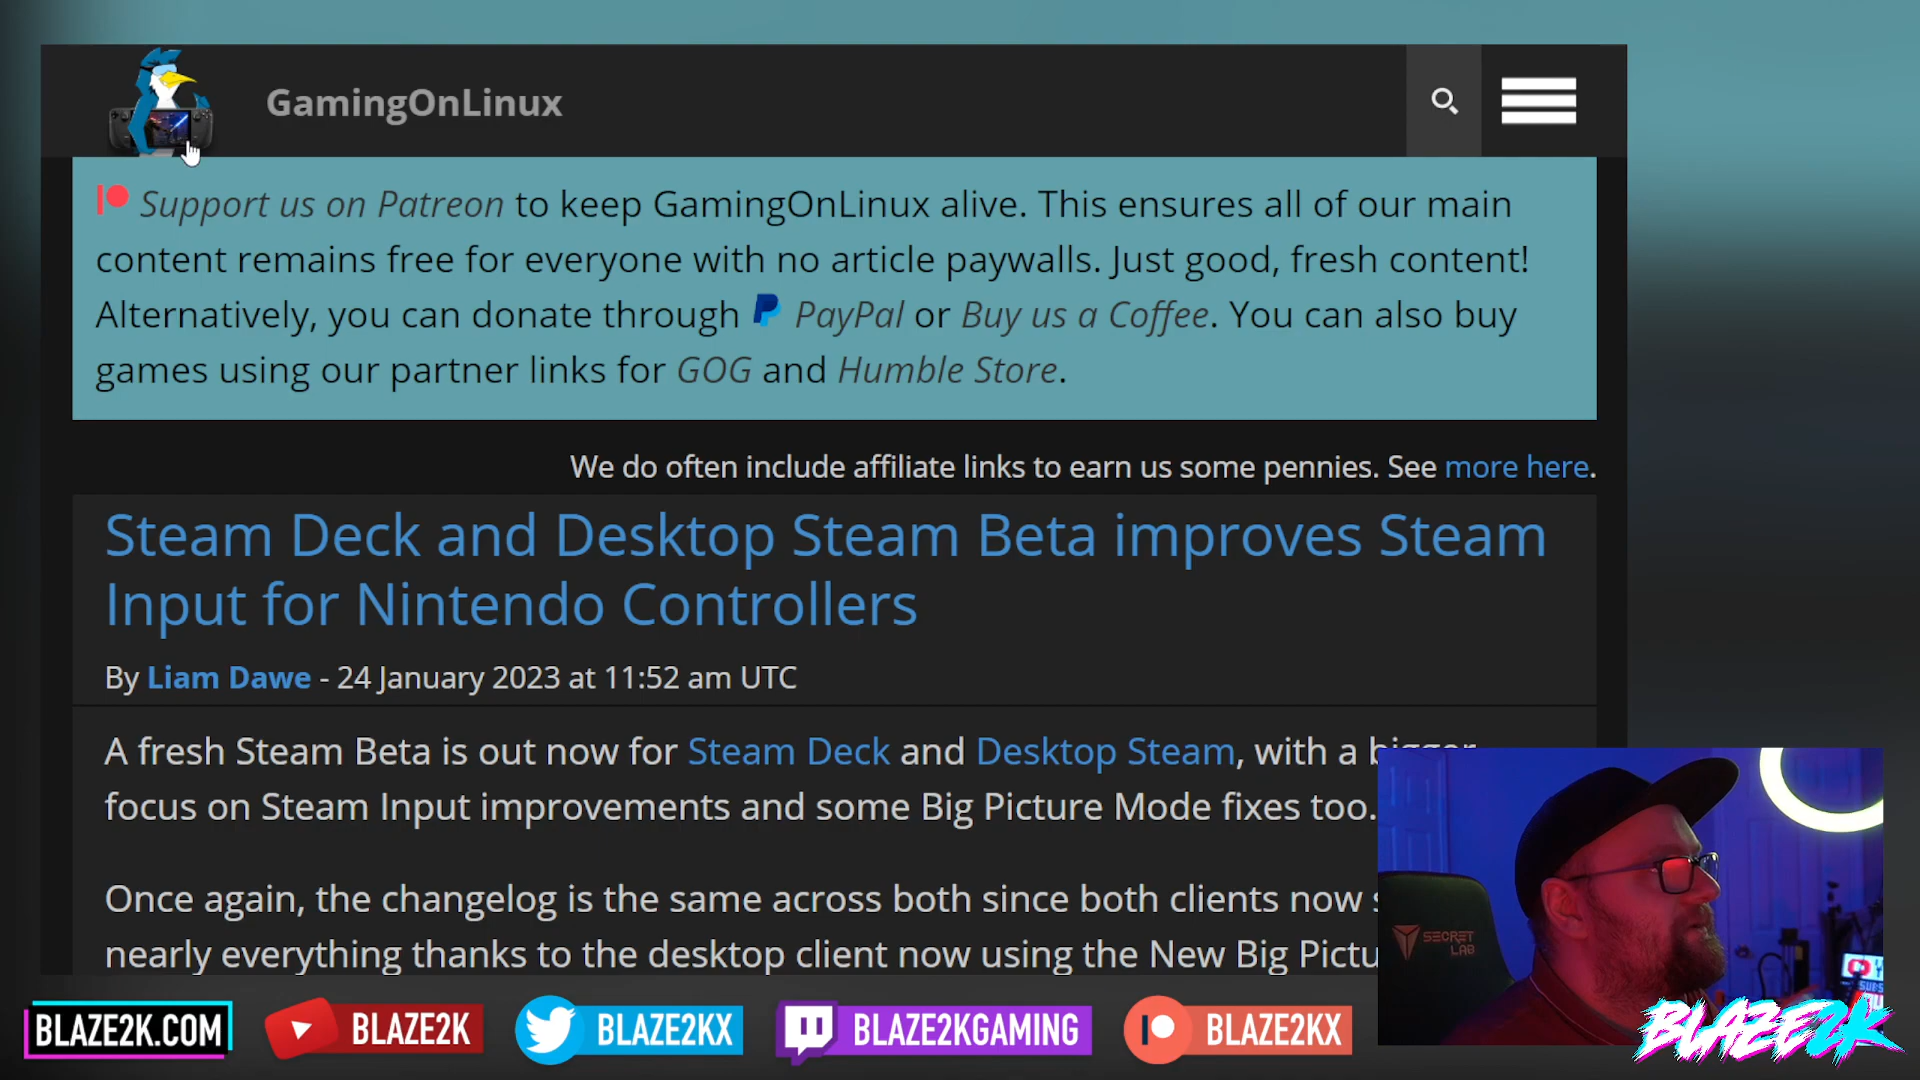 GamingOnLinux
Support us on Patreon to keep GamingOnLinux alive. This ensures all of our main
content remains free for everyone with no article paywalls. Just good, fresh content!
Alternatively, you can donate through PayPal or Buy us a Coffee. You can also buy
games using our partner links for GOG and Humble Store.
We do often include affiliate links to earn us some pennies. See more here.
Steam Deck and Desktop Steam Beta improves Steam
Input for Nintendo Controllers
By Liam Dawe - 24 January 2023 at 11:52 am UTC
A fresh Steam Beta is out now for Steam Deck and Desktop Steam, with a bigger
focus on Steam Input improvements and some Big Picture Mode fixes too.
Once again, the changelog is the same across both since both clients now
nearly everything thanks to the desktop client now using the New Big
SECRET
LAB
BLAZE2K.COM
BLAZE2K
BLAZE2KX
BLAZE2KGAMING
BLAZE2KX
BLAZE2K